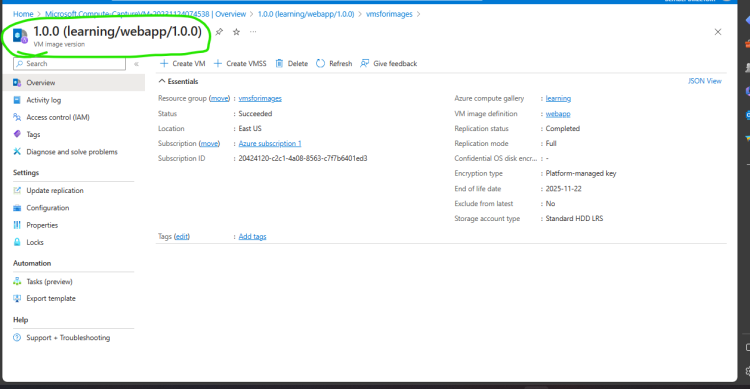 Home > Microsoft.Compute-CaptureVM-20231124074538 | Overview > 1.0.0 (learning/webapp/1.0.0) > vmsforimages >
1.0.0 (learning/webapp/1.0.0)
VM image version
Search
Create VM
Create VMSS
Delete
Refresh
Give feedback
Overview
Activity log
Access control (IAM)
Tags
Diagnose and solve problems
Settings
Update replication
Configuration
Properties
Locks
Automation
Tasks (preview)
Export template
Help
Support + Troubleshooting
Essentials
JSON View
Resource group (move) : vmsforimages
Status : Succeeded
Location : East US
Subscription (move) : Azure subscription 1
Subscription ID : 20424120-c2c1-4a08-8563-c7f7b6401ed3
Tags (edit) : Add tags
Azure compute gallery : learning
VM image definition : webapp
Replication status : Completed
Replication mode : Full
Confidential OS disk encr... : -
Encryption type : Platform-managed key
End of life date : 2025-11-22
Exclude from latest : No
Storage account type : Standard HDD LRS